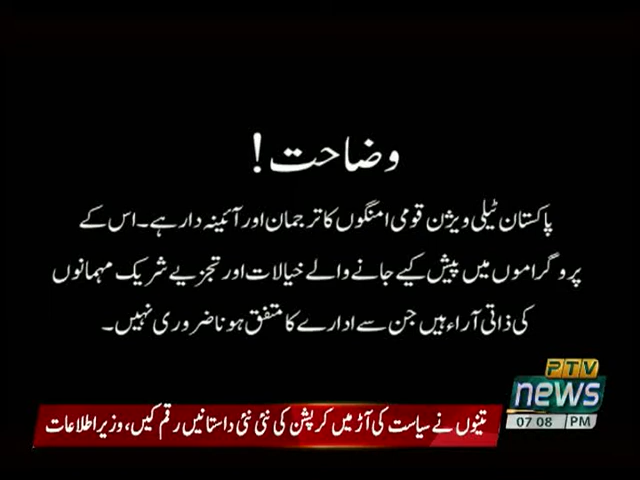 وضاحت!
پاکستان ٹیلی ویژن قومی امنگوں کا ترجمان اور آئینہ دار ہے۔ اس کے
پروگراموں میں پیش کیے جانے والے خیالات اور تجزیے شریک مہمانوں
کی ذاتی آراء ہیں جن سے ادارے کا متفق ہونا ضروری نہیں۔
PTV
news
07:08 PM
تینوں نے سیاست کی آڑ میں کرپشن کی نئی نئی داستانیں رقم کیں، وزیر اطلاعات